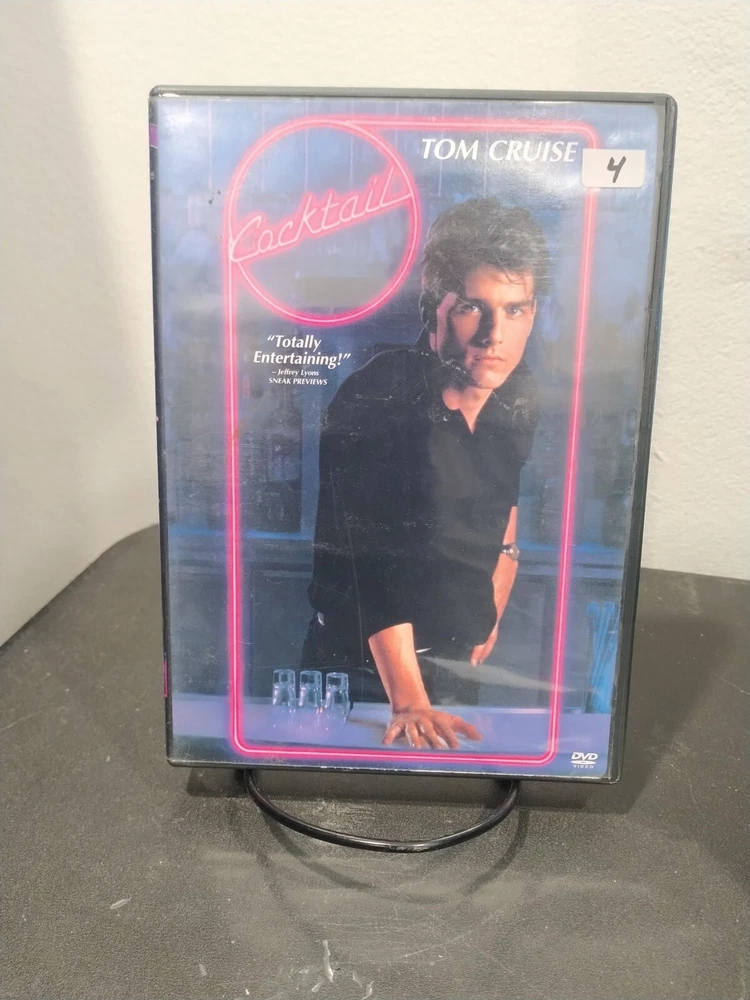 TOM CRUISE
4
Cocktail
“Totally
Entertaining!”
– Jeffrey Lyons
SNEAK PREVIEWS
DVD
VIDEO